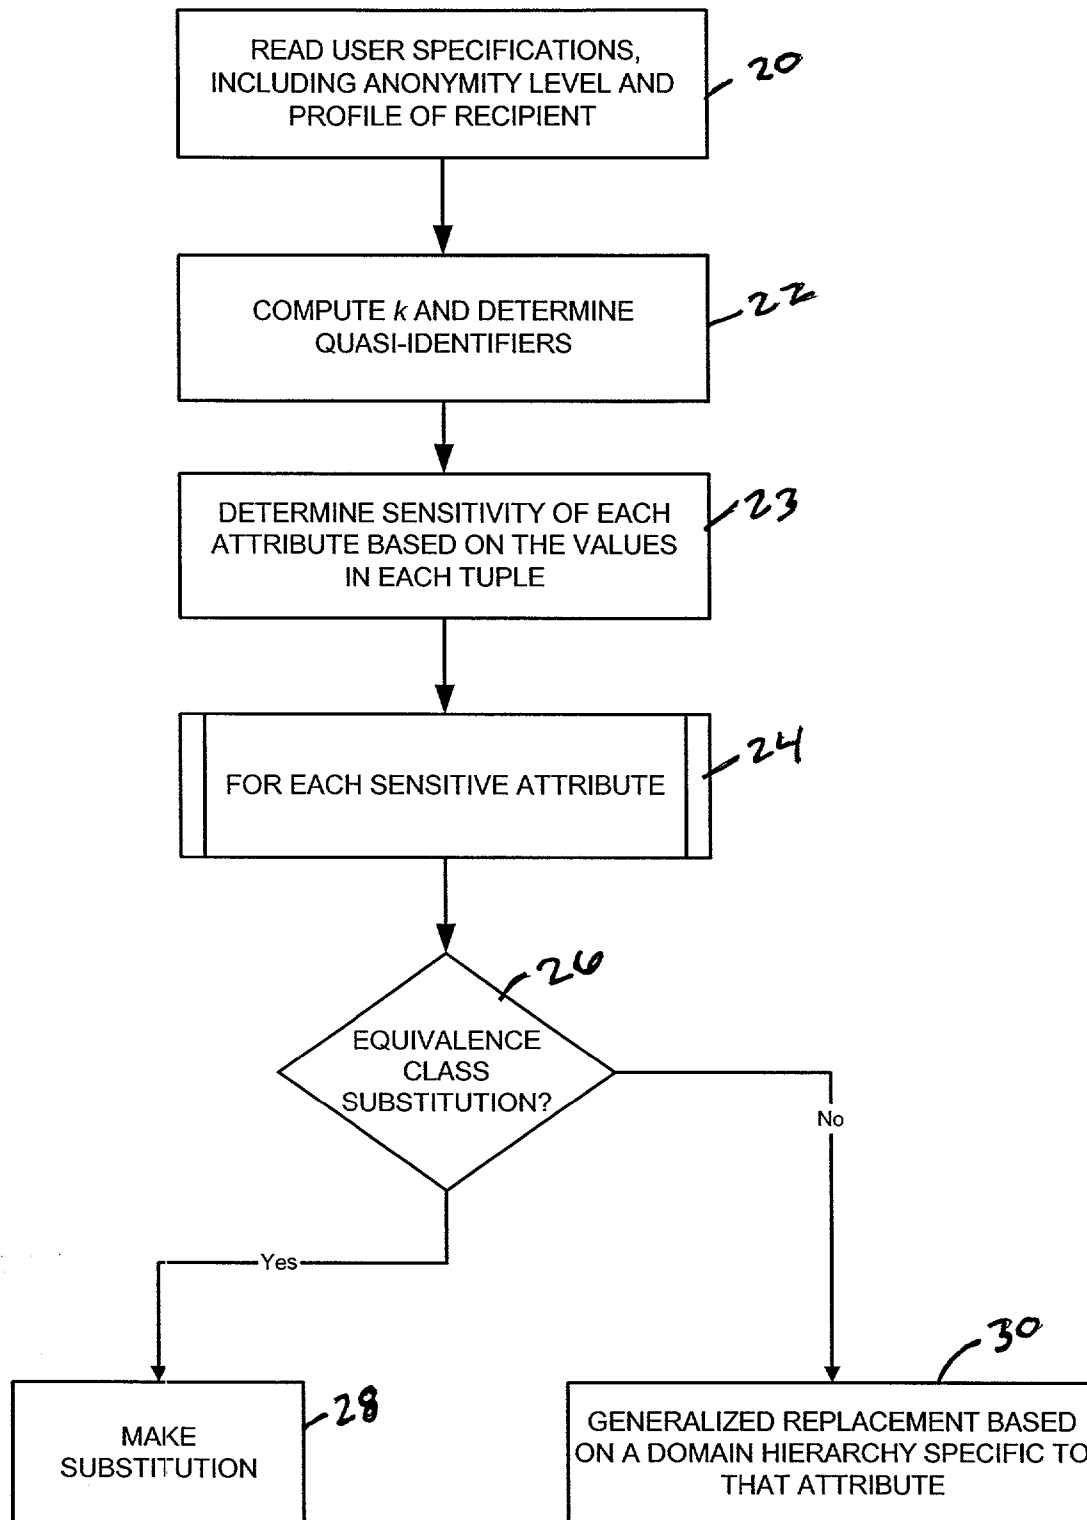 READ USER SPECIFICATIONS,
INCLUDING ANONYMITY LEVEL AND
PROFILE OF RECIPIENT
20
COMPUTE k AND DETERMINE
QUASI-IDENTIFIERS
22
DETERMINE SENSITIVITY OF EACH
ATTRIBUTE BASED ON THE VALUES
IN EACH TUPLE
23
FOR EACH SENSITIVE ATTRIBUTE
24
26
EQUIVALENCE
CLASS
SUBSTITUTION?
No
Yes
MAKE
SUBSTITUTION
28
30
GENERALIZED REPLACEMENT BASED
ON A DOMAIN HIERARCHY SPECIFIC TO
THAT ATTRIBUTE